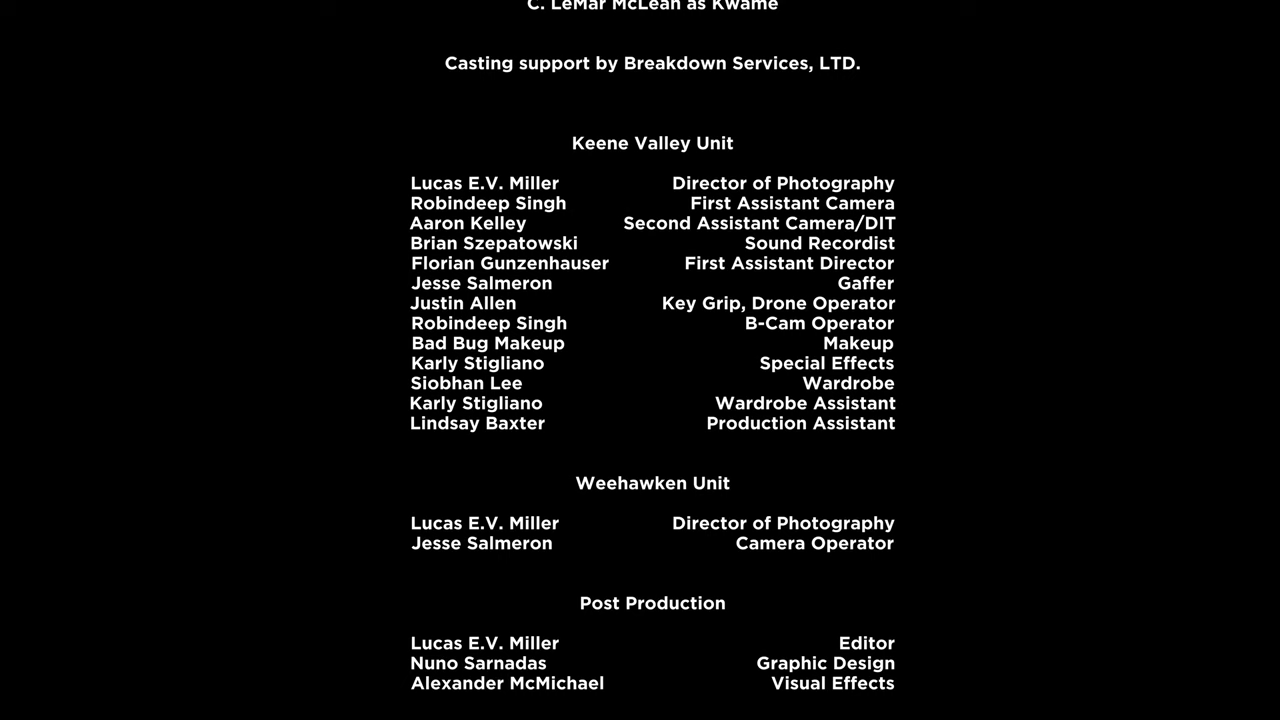 C. LeMar McLean as Kwame
Casting support by Breakdown Services, LTD.
Keene Valley Unit
Lucas E.V. Miller Director of Photography
Robindeep Singh First Assistant Camera
Aaron Kelley Second Assistant Camera/DIT
Brian Szepatowski Sound Recordist
Florian Gunzenhauser First Assistant Director
Jesse Salmeron Gaffer
Justin Allen Key Grip, Drone Operator
Robindeep Singh B-Cam Operator
Bad Bug Makeup Makeup
Karly Stigliano Special Effects
Siobhan Lee Wardrobe
Karly Stigliano Wardrobe Assistant
Lindsay Baxter Production Assistant
Weehawken Unit
Lucas E.V. Miller Director of Photography
Jesse Salmeron Camera Operator
Post Production
Lucas E.V. Miller Editor
Nuno Sarnadas Graphic Design
Alexander McMichael Visual Effects